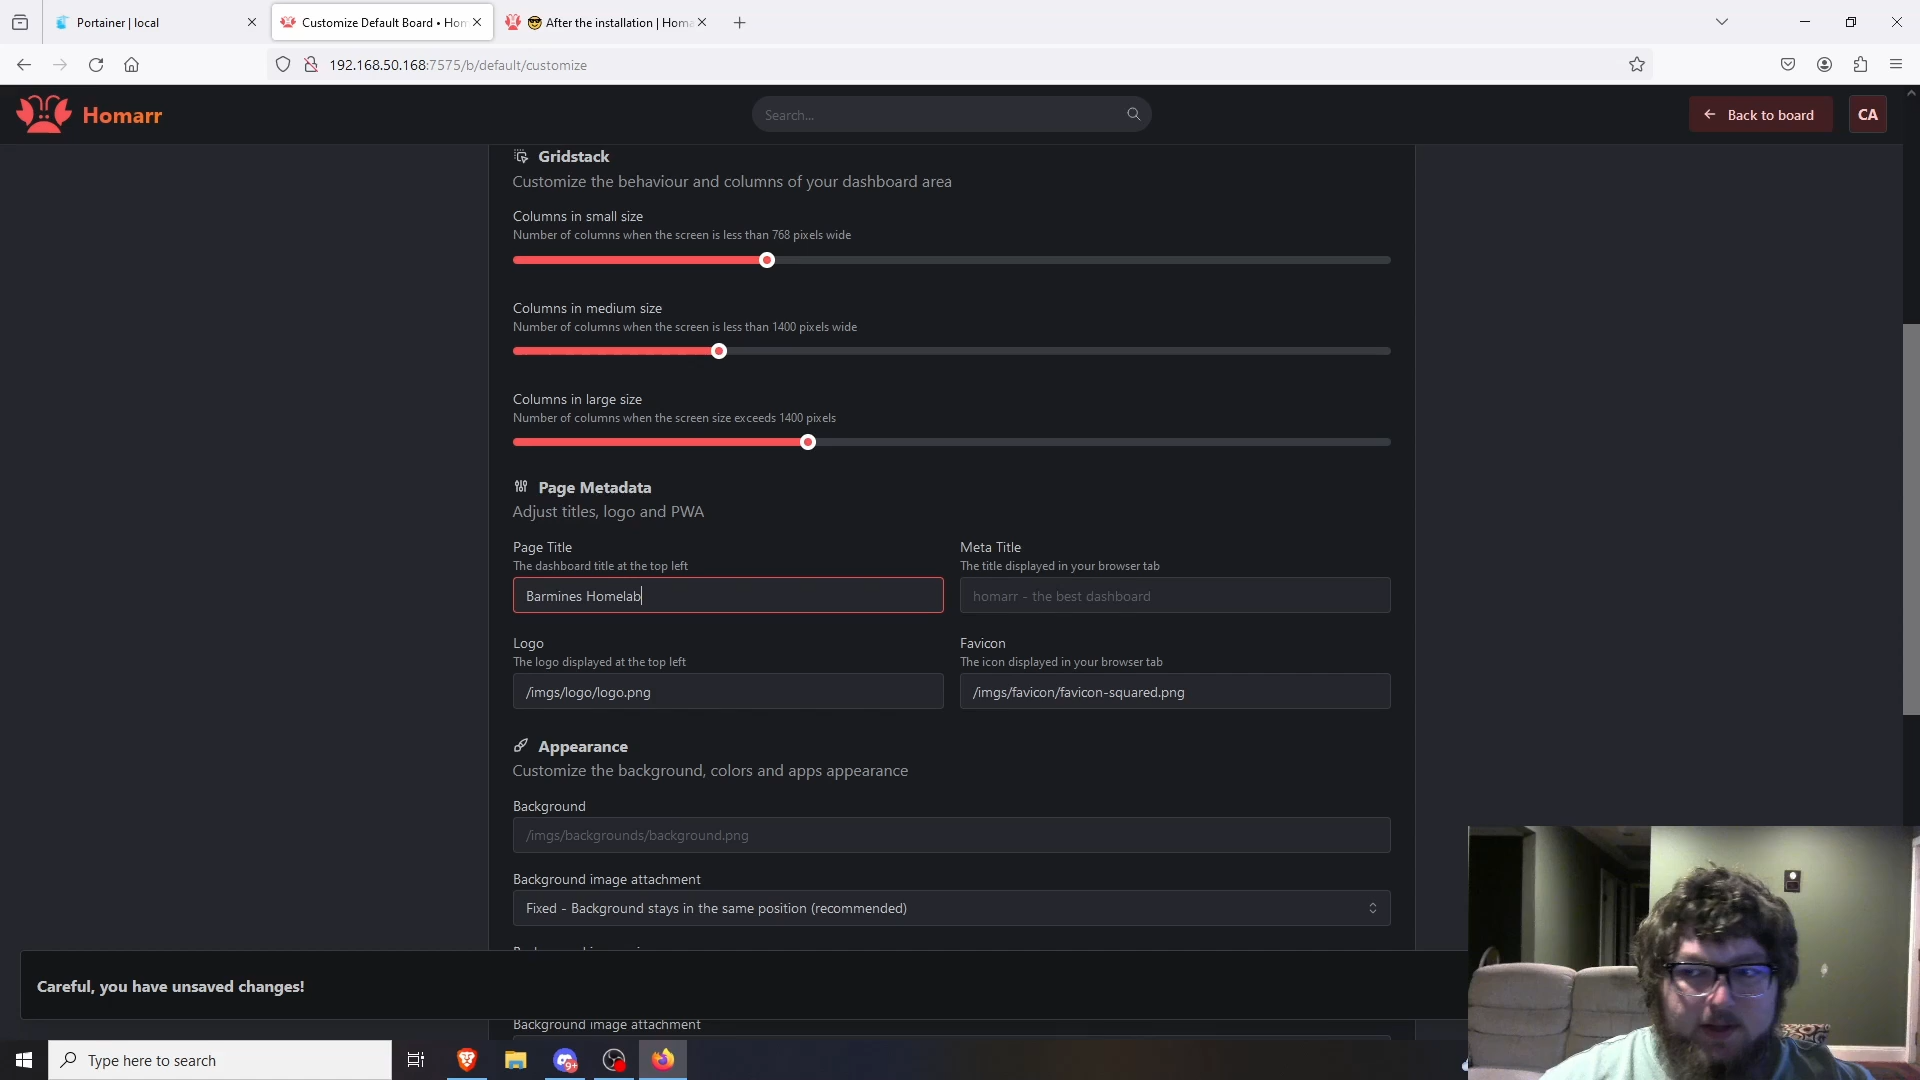 Portainer | local
Customize Default Board • Hom
😎 After the installation | Homa
192.168.50.168:7575/b/default/customize
Homarr
Search...
Back to board
CA
Gridstack
Customize the behaviour and columns of your dashboard area
Columns in small size
Number of columns when the screen is less than 768 pixels wide
Columns in medium size
Number of columns when the screen is less than 1400 pixels wide
Columns in large size
Number of columns when the screen size exceeds 1400 pixels
Page Metadata
Adjust titles, logo and PWA
Page Title
The dashboard title at the top left
Barmines Homelab
Meta Title
The title displayed in your browser tab
homarr - the best dashboard
Logo
The logo displayed at the top left
/imgs/logo/logo.png
Favicon
The icon displayed in your browser tab
/imgs/favicon/favicon-squared.png
Appearance
Customize the background, colors and apps appearance
Background
/imgs/backgrounds/background.png
Background image attachment
Fixed - Background stays in the same position (recommended)
Careful, you have unsaved changes!
Background image attachment
Type here to search
9+